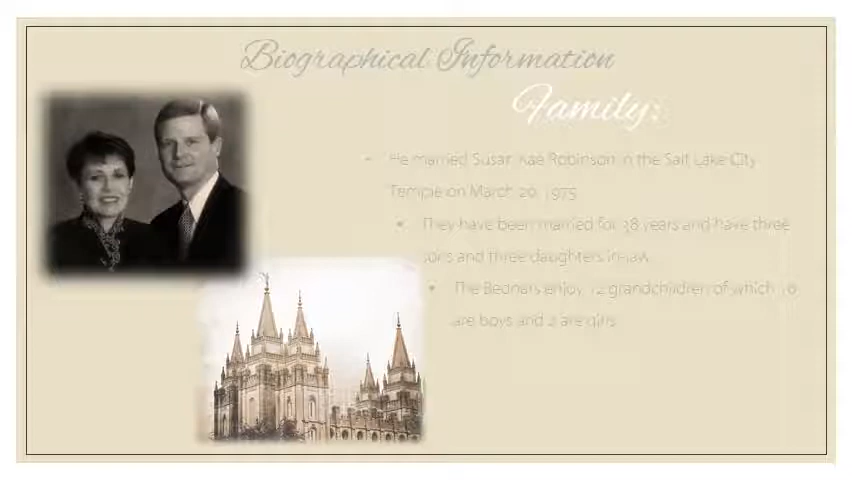 Biographical Information
Family:
He married Susan Kae Robinson in the Salt Lake City
Temple on March 20, 1975
They have been married for 38 years and have three
sons and three daughters in-law
The Bednars enjoy 12 grandchildren of which 10
are boys and 2 are girls